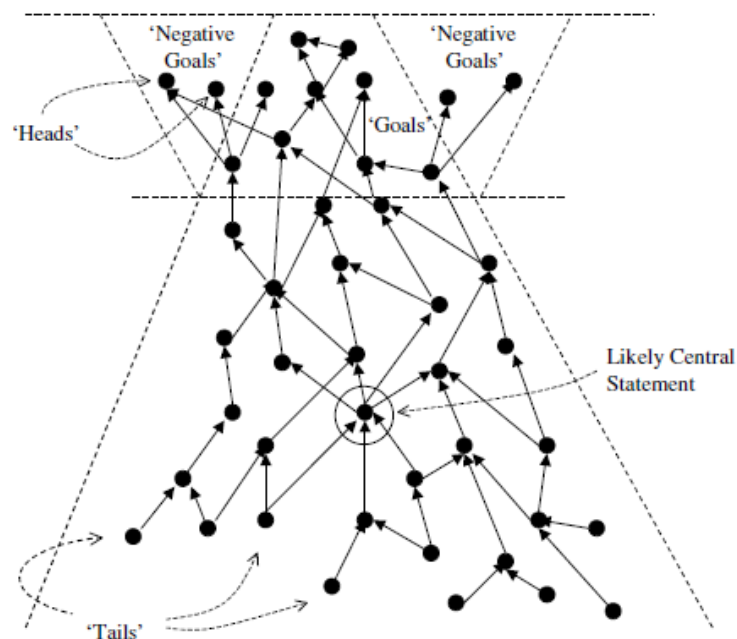 ‘Negative
Goals’
‘Negative
Goals’
‘Heads’
‘Goals’
Likely Central
Statement
‘Tails’